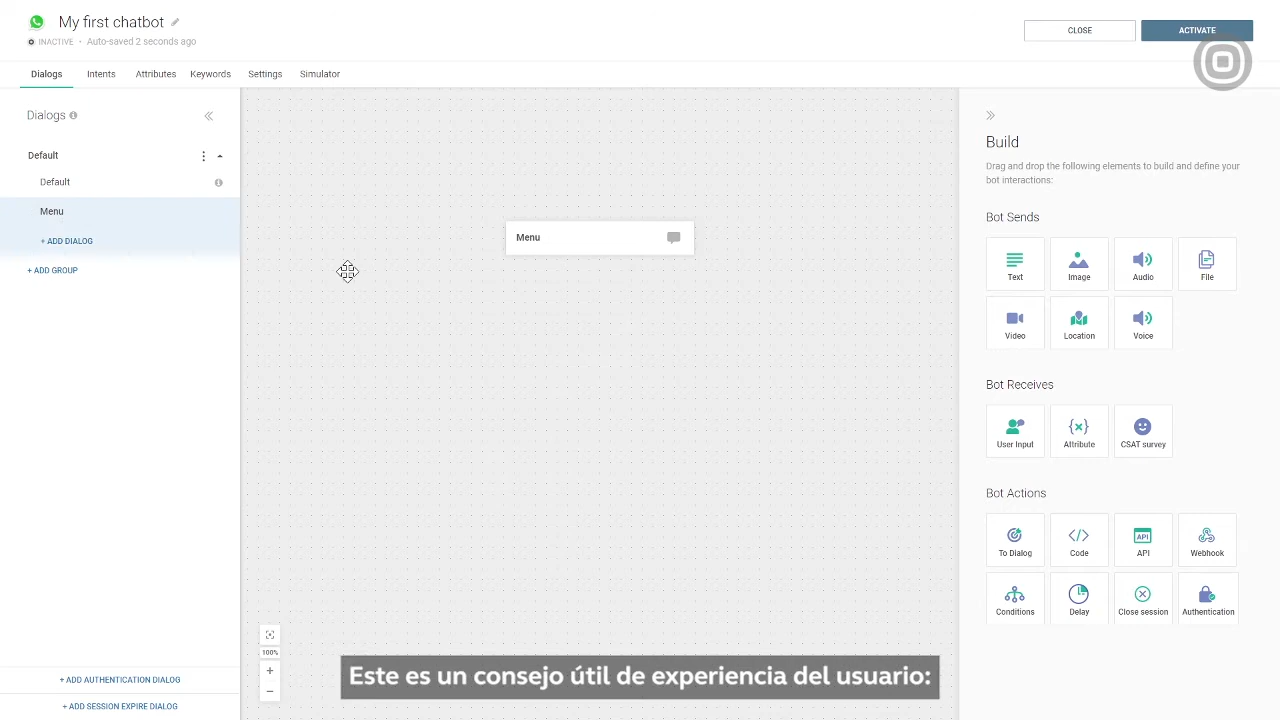 My first chatbot
INACTIVE • Auto-saved 2 seconds ago
CLOSE
ACTIVATE
Dialogs
Intents
Attributes
Keywords
Settings
Simulator
Dialogs
Default
Default
Menu
+ ADD DIALOG
+ ADD GROUP
+ ADD AUTHENTICATION DIALOG
+ ADD SESSION EXPIRE DIALOG
Menu
100%
Build
Drag and drop the following elements to build and define your
bot interactions:
Bot Sends
Text
Image
Audio
File
Video
Location
Voice
Bot Receives
User Input
Attribute
CSAT survey
Bot Actions
To Dialog
Code
API
API
Webhook
Conditions
Delay
Close session
Authentication
Este es un consejo útil de experiencia del usuario: